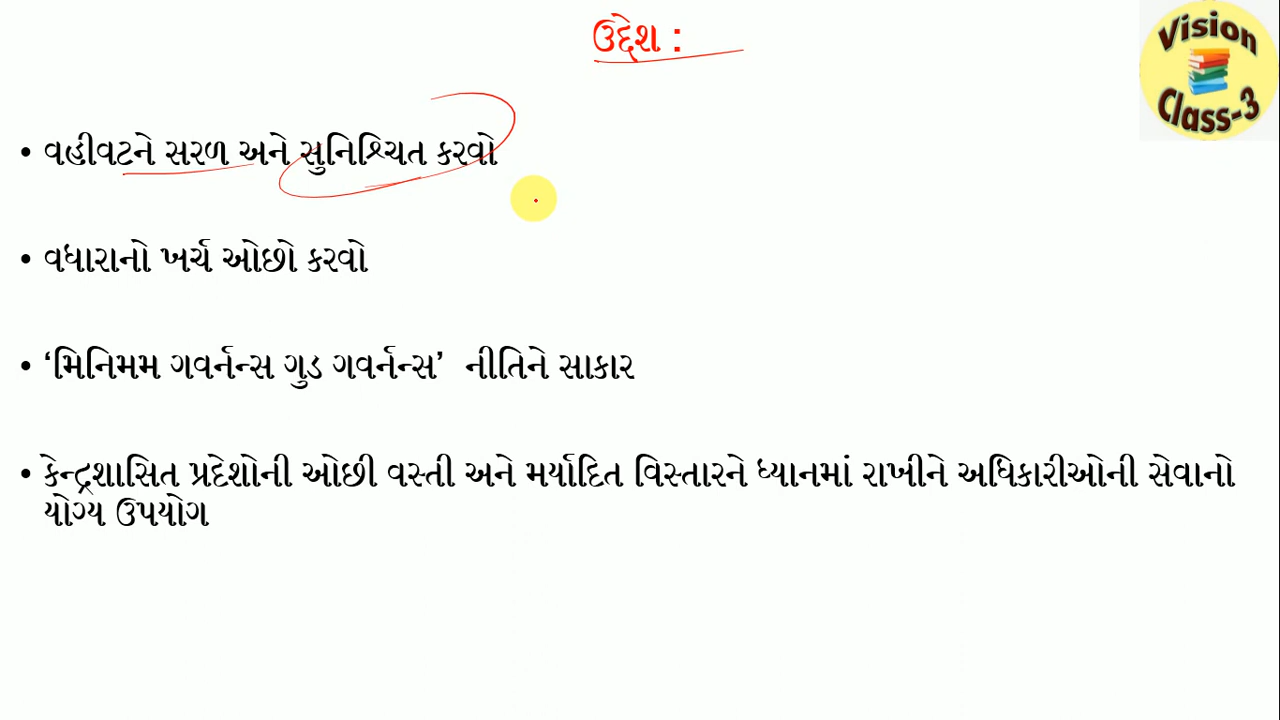 ઉદ્દેશ :
Vision
Class-3
• વહીવટને સરળ અને સુનિશ્ચિત કરવો
• વધારાનો ખર્ચ ઓછો કરવો
• ‘મિનિમમ ગવર્નન્સ ગુડ ગવર્નન્સ’ નીતિને સાકાર
• કેન્દ્રશાસિત પ્રદેશોની ઓછી વસ્તી અને મર્યાદિત વિસ્તારને ધ્યાનમાં રાખીને અધિકારીઓની સેવાનો
યોગ્ય ઉપયોગ